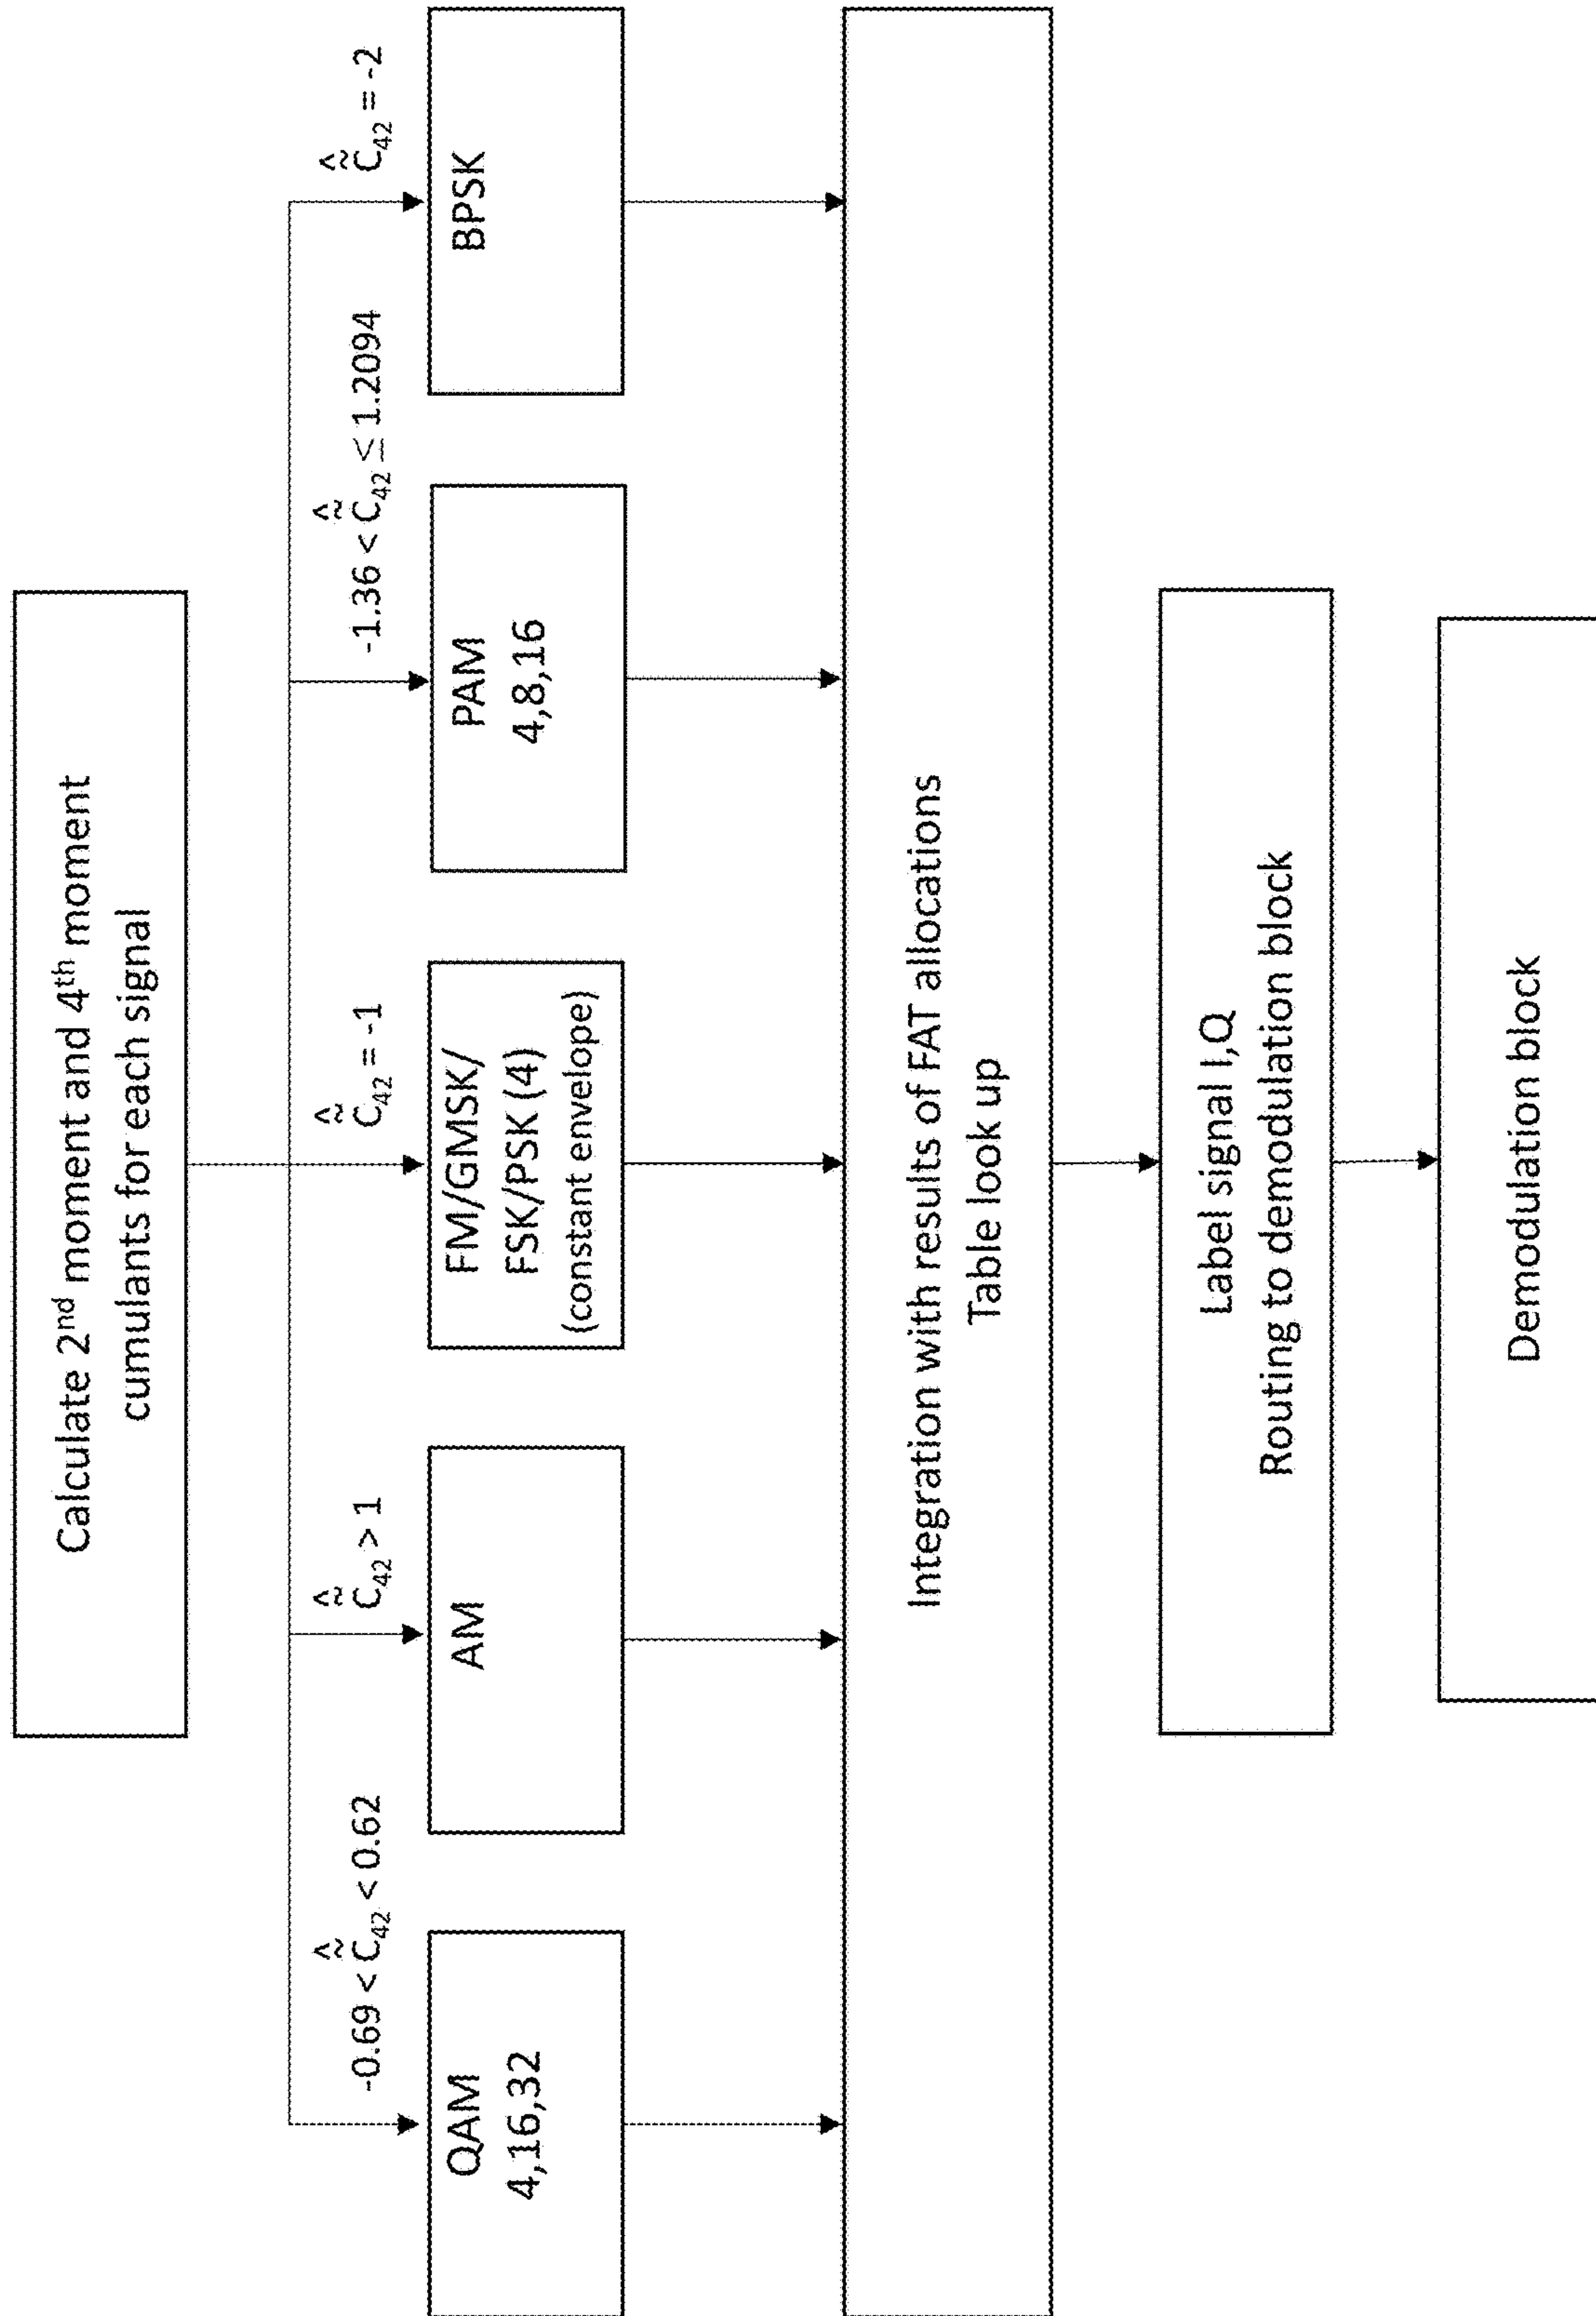 Calculate 2nd moment and 4th moment
cumulants for each signal
-0.69 < Ĉ̃42 < 0.62
Ĉ̃42 > 1
Ĉ̃42 = -1
-1.36 < Ĉ̃42 ≤ 1.2094
Ĉ̃42 = -2
QAM
4,16,32
AM
FM/GMSK/
FSK/PSK (4)
(constant envelope)
PAM
4,8,16
BPSK
Integration with results of FAT allocations
Table look up
Label signal I,Q
Routing to demodulation block
Demodulation block